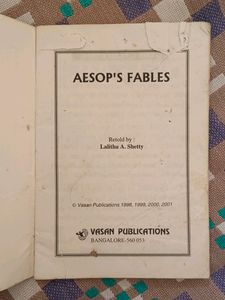 AESOP'S FABLES
Retold by :
Lalitha A. Shetty
© Vasan Publications 1998, 1999, 2000, 2001
VASAN PUBLICATIONS
BANGALORE-560 053